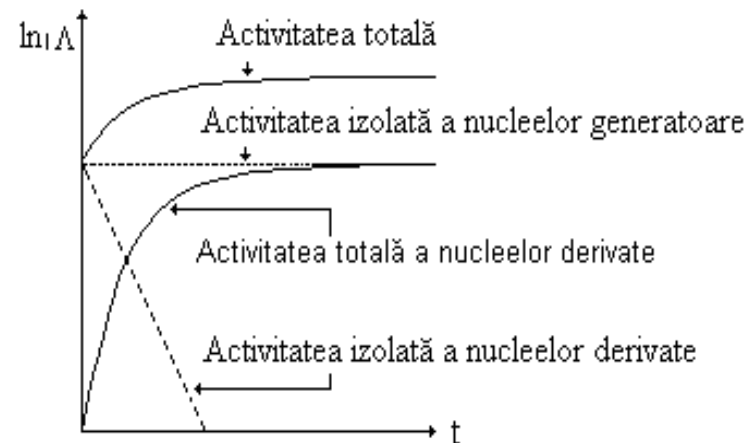 ln Λ
Activitatea totală
Activitatea izolată a nucleelor generatoare
Activitatea totală a nucleelor derivate
Activitatea izolată a nucleelor derivate
t